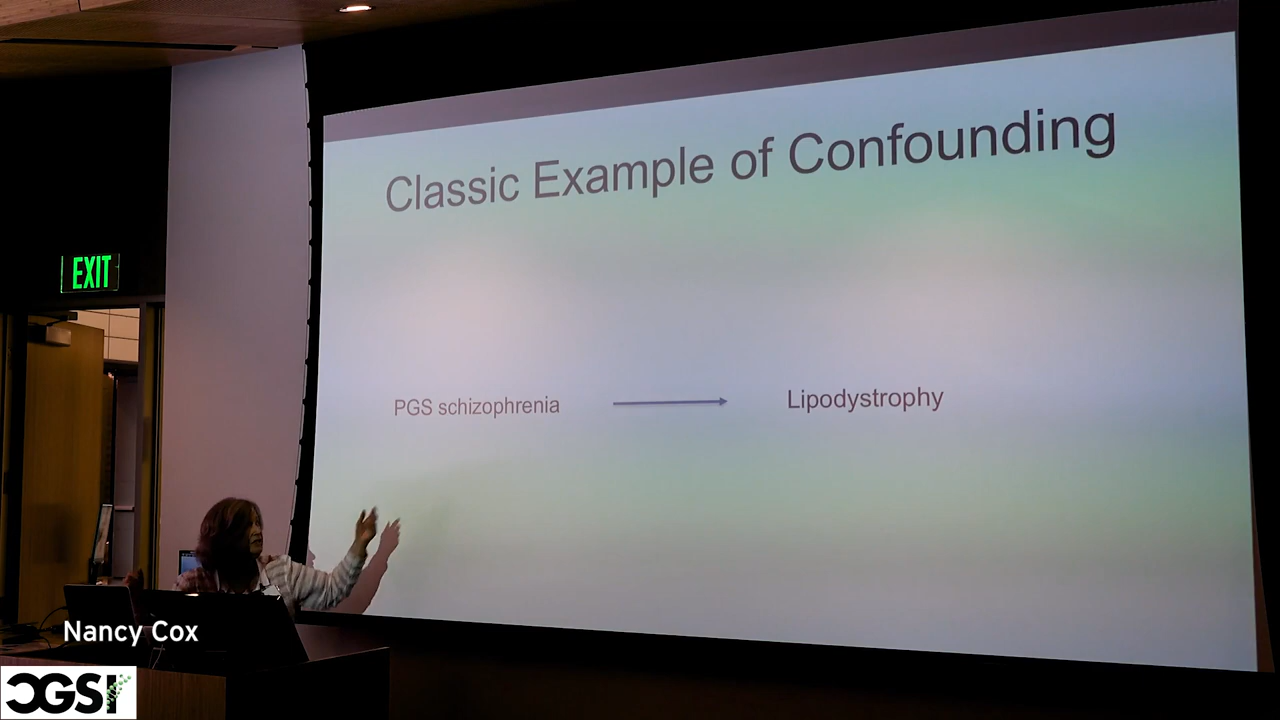 Classic Example of Confounding
EXIT
PGS schizophrenia
Lipodystrophy
Nancy Cox
CGSI